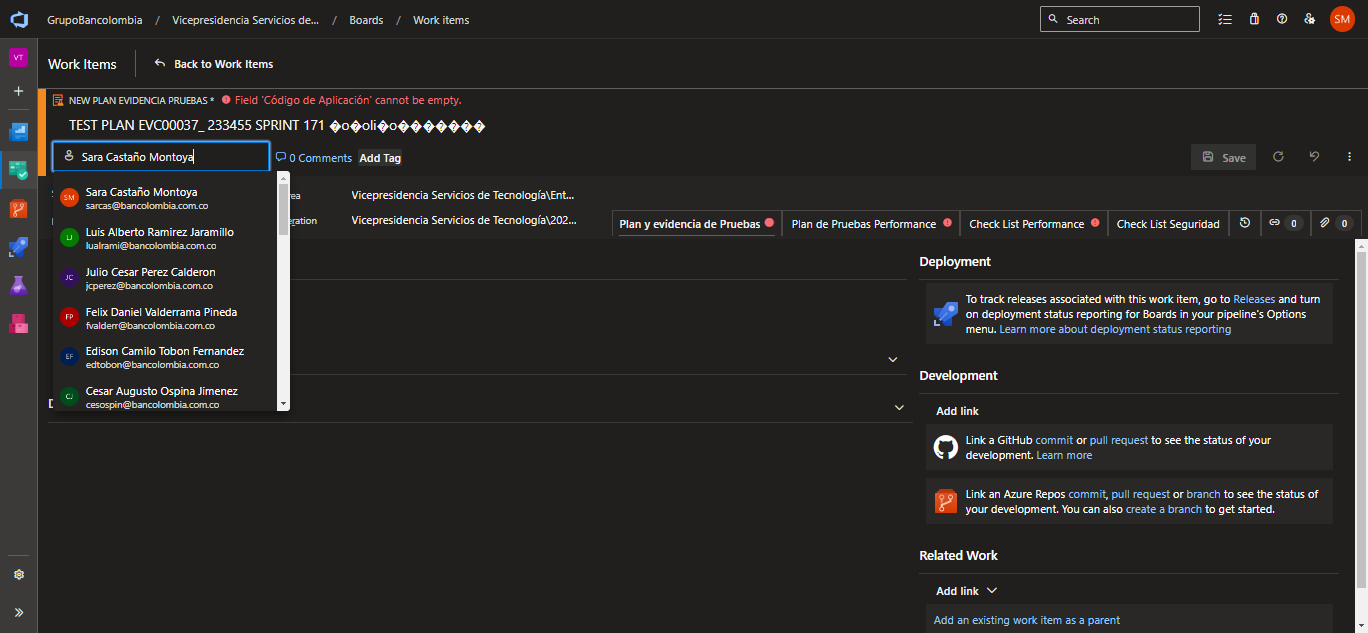 GrupoBancolombia / Vicepresidencia Servicios de... / Boards / Work items
Search
SM
VT
Work Items
Back to Work Items
NEW PLAN EVIDENCIA PRUEBAS * Field 'Código de Aplicación' cannot be empty.
TEST PLAN EVC00037_ 233455 SPRINT 171 �o�oli�o�������
Sara Castaño Montoya
0 Comments
Add Tag
Save
SM
Sara Castaño Montoya
sarcas@bancolombia.com.co
LJ
Luis Alberto Ramirez Jaramillo
lualrami@bancolombia.com.co
JC
Julio Cesar Perez Calderon
jcperez@bancolombia.com.co
FP
Felix Daniel Valderrama Pineda
fvalderr@bancolombia.com.co
EF
Edison Camilo Tobon Fernandez
edtobon@bancolombia.com.co
CJ
Cesar Augusto Ospina Jimenez
cesospin@bancolombia.com.co
rea
Vicepresidencia Servicios de Tecnología\Ent...
eration
Vicepresidencia Servicios de Tecnología\202...
Plan y evidencia de Pruebas
Plan de Pruebas Performance
Check List Performance
Check List Seguridad
0
0
Deployment
To track releases associated with this work item, go to Releases and turn
on deployment status reporting for Boards in your pipeline's Options
menu. Learn more about deployment status reporting
Development
Add link
Link a GitHub commit or pull request to see the status of your
development. Learn more
Link an Azure Repos commit, pull request or branch to see the status of
your development. You can also create a branch to get started.
Related Work
Add link
Add an existing work item as a parent